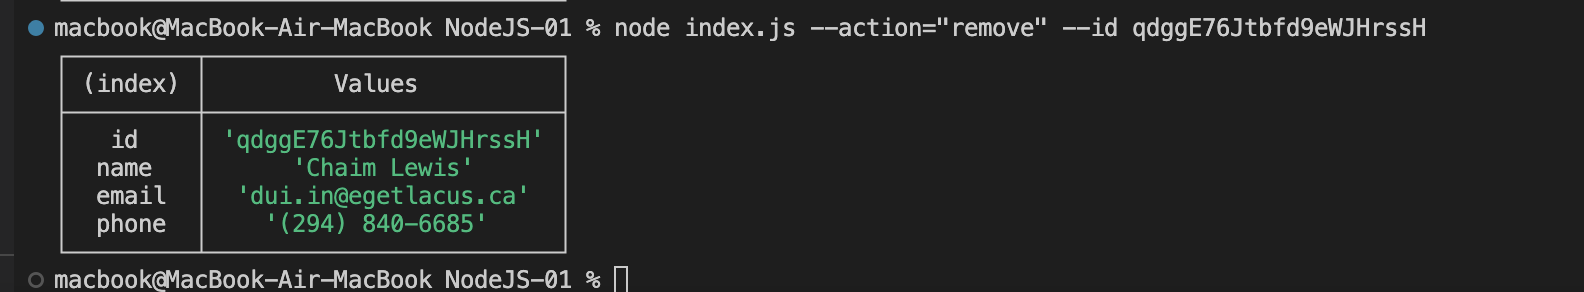 macbook@MacBook-Air-MacBook NodeJS-01 % node index.js --action="remove" --id qdggE76Jtbfd9eWJHrssH
(index) Values
id 'qdggE76Jtbfd9eWJHrssH'
name 'Chaim Lewis'
email 'dui.in@egetlacus.ca'
phone '(294) 840-6685'
macbook@MacBook-Air-MacBook NodeJS-01 %